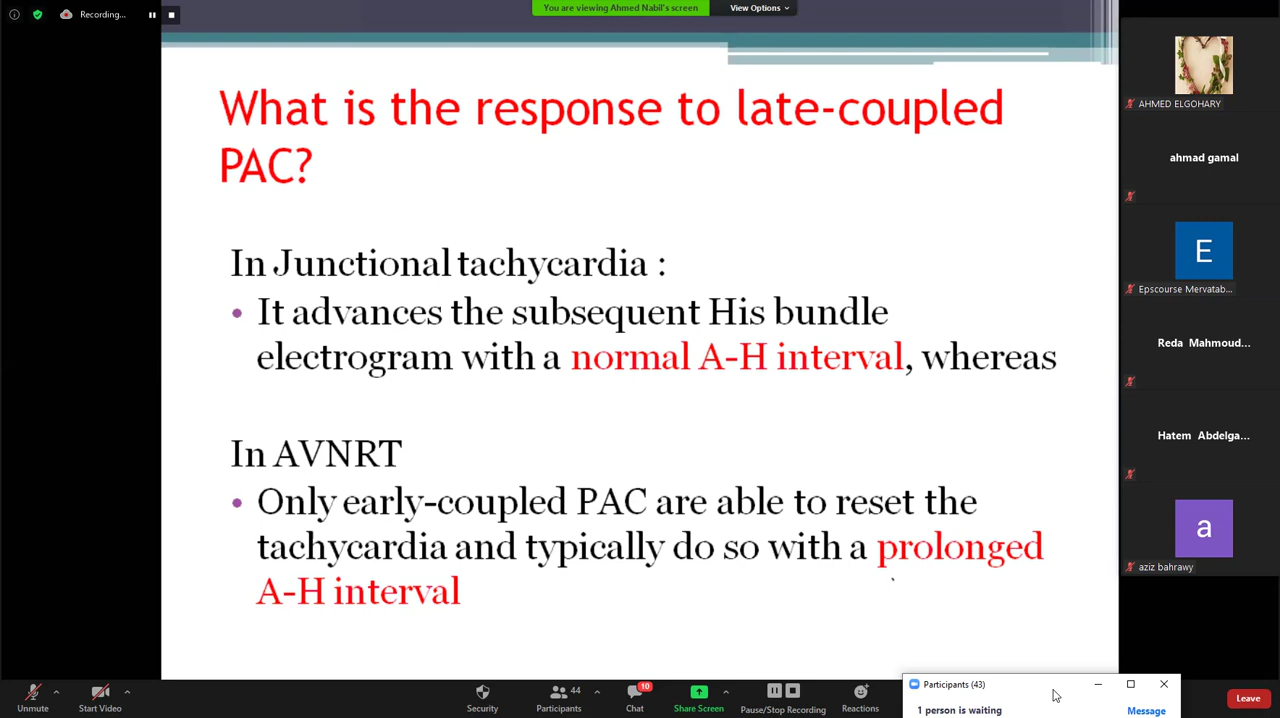 Recording...
You are viewing Ahmed Nabil's screen
View Options
What is the response to late-coupled
PAC?
In Junctional tachycardia :
• It advances the subsequent His bundle
electrogram with a normal A-H interval, whereas
In AVNRT
• Only early-coupled PAC are able to reset the
tachycardia and typically do so with a prolonged
A-H interval
AHMED ELGOHARY
ahmad gamal
E
Epscourse Mervatab...
Reda Mahmoud...
Hatem Abdelga...
a
aziz bahrawy
Participants (43)
1 person is waiting
Message
Unmute
Start Video
Security
44
Participants
10
Chat
Share Screen
Pause/Stop Recording
Reactions
Leave